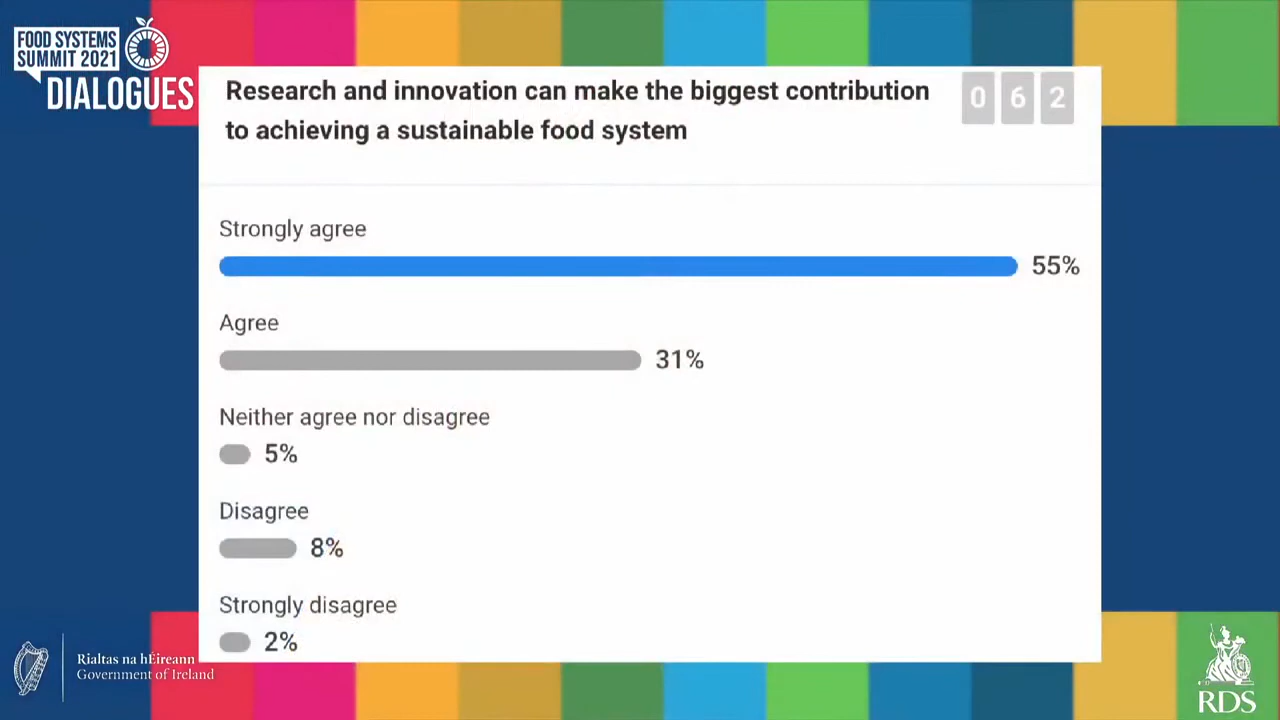 FOOD SYSTEMS
SUMMIT 2021
DIALOGUES
Research and innovation can make the biggest contribution
to achieving a sustainable food system
0 6 2
Strongly agree
55%
Agree
31%
Neither agree nor disagree
5%
Disagree
8%
Strongly disagree
2%
Rialtas na hÉireann
Government of Ireland
RDS